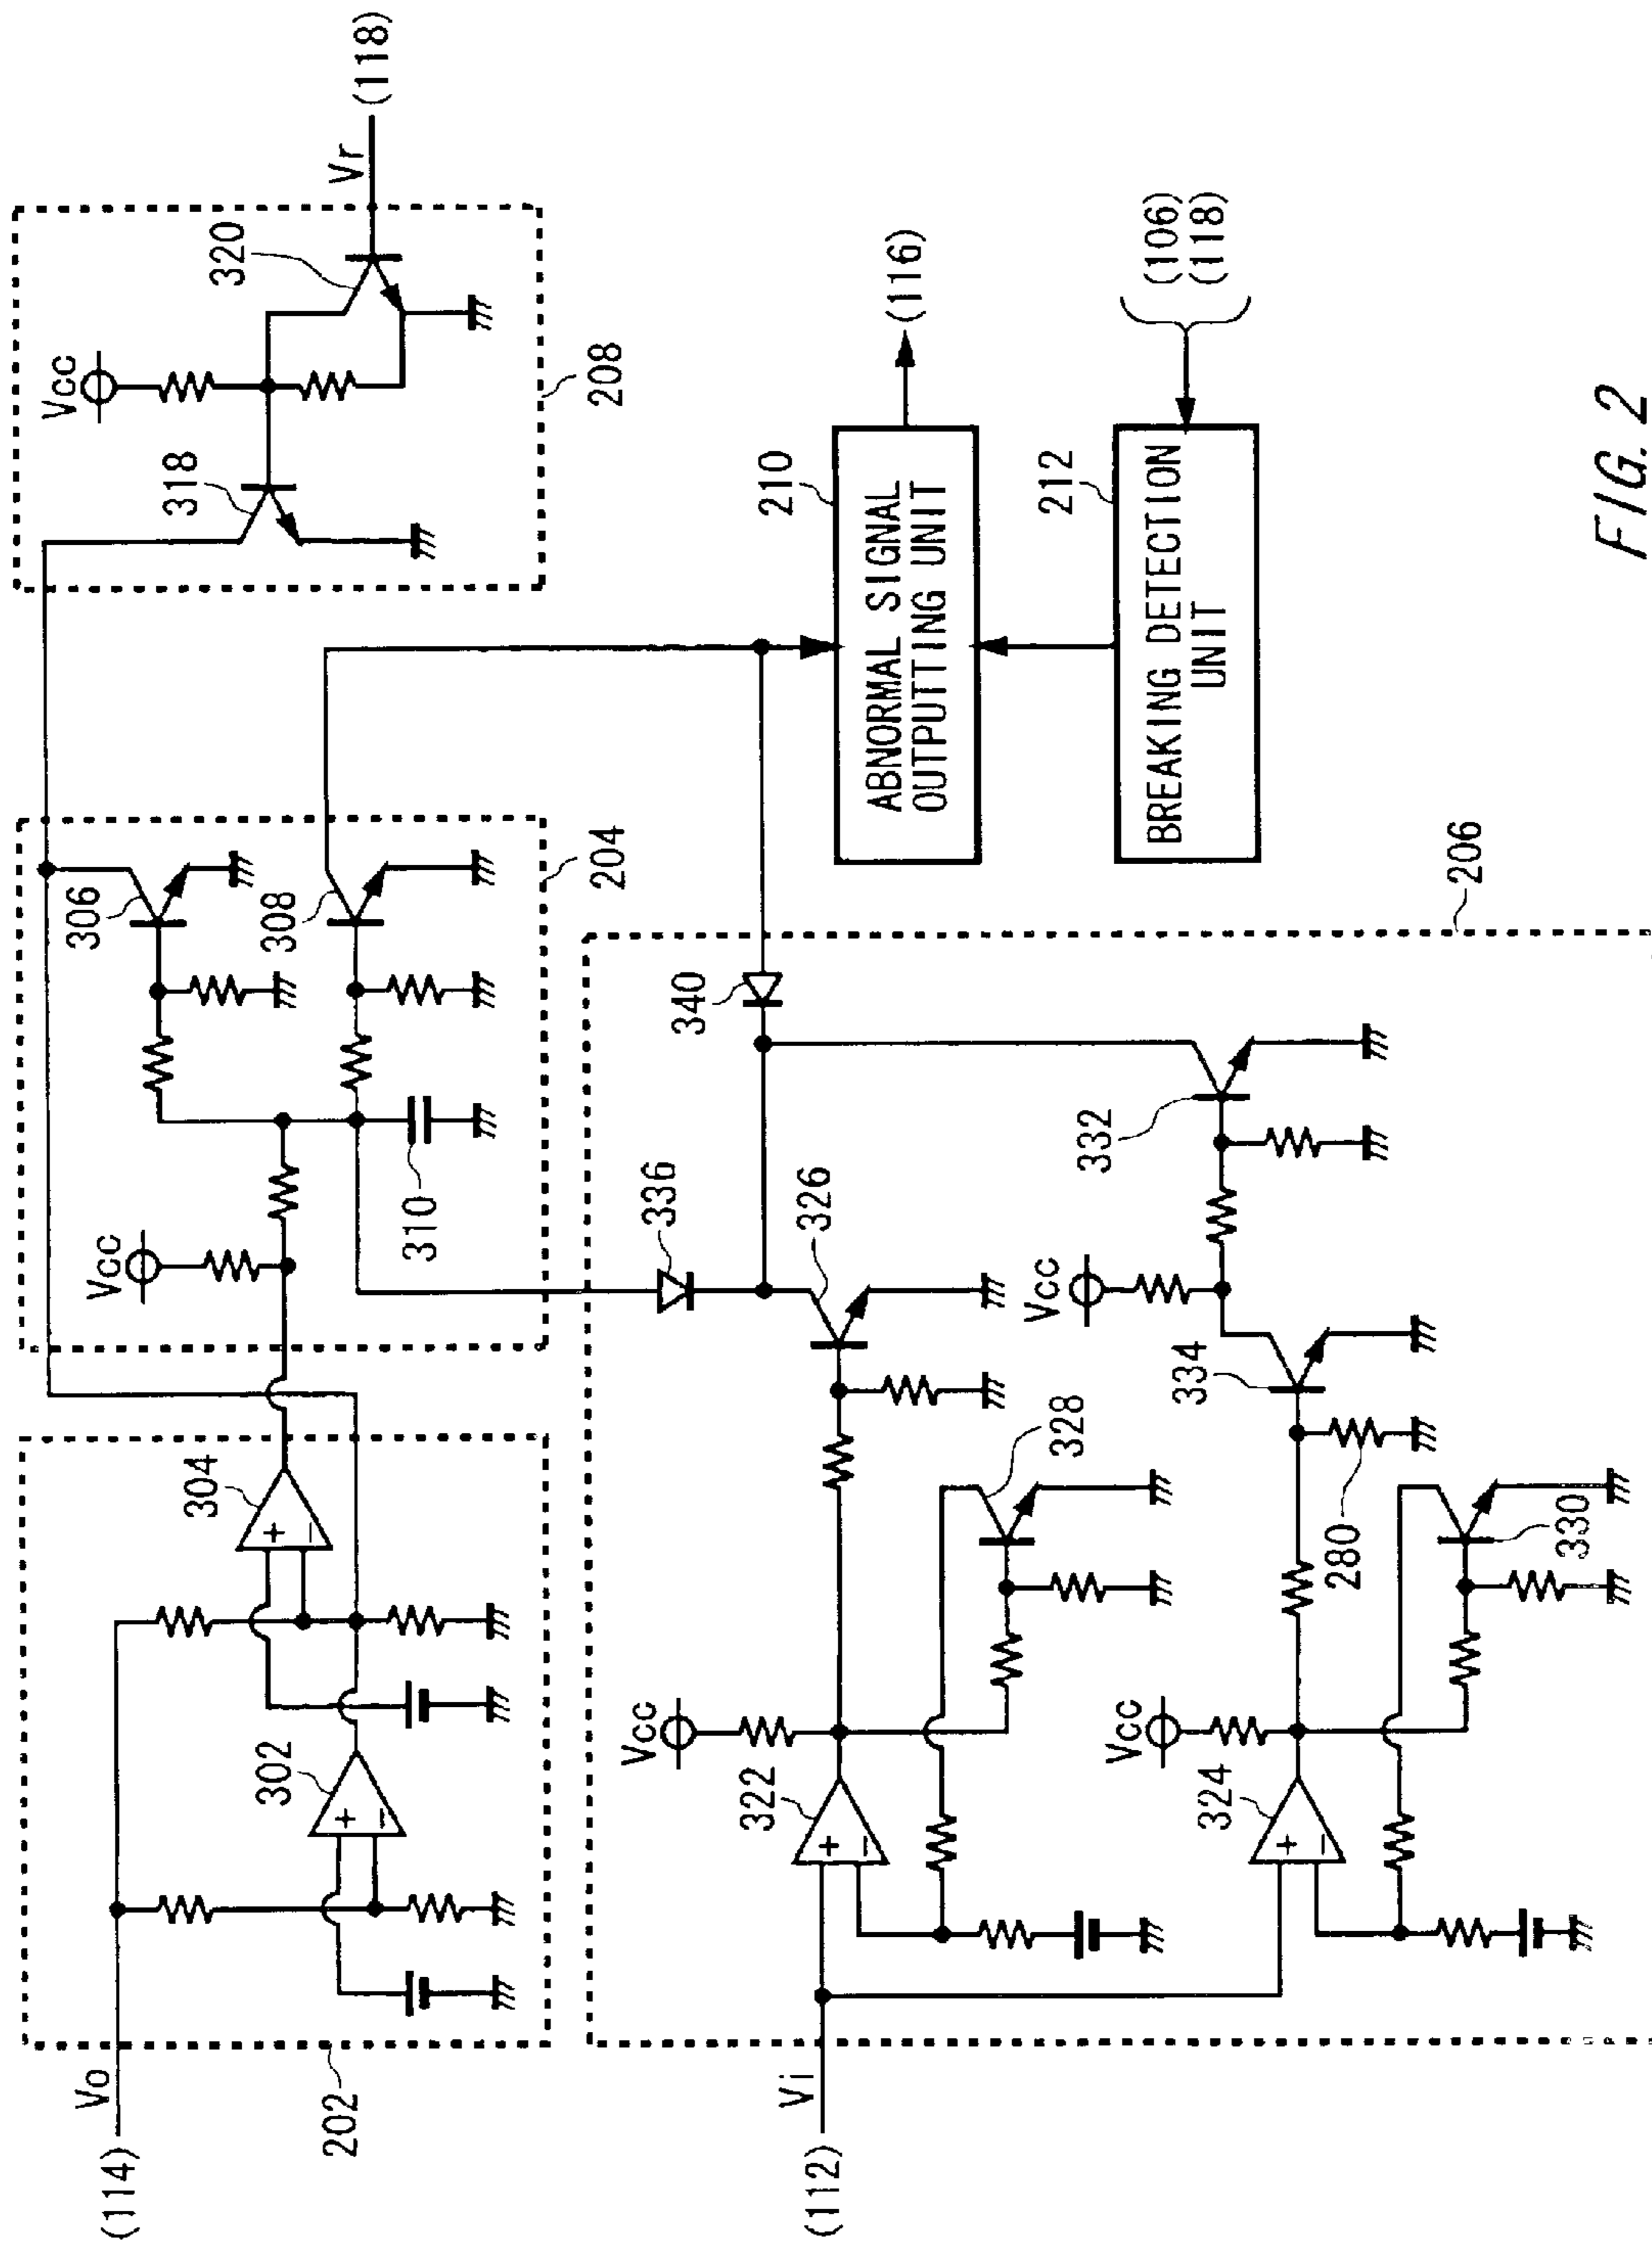 (114)
Vo
202
302
304
Vcc
310
306
308
204
Vcc
318
320
208
Vr
(118)
(112)
Vi
322
+
−
Vcc
328
326
336
340
324
+
−
Vcc
330
280
334
Vcc
332
206
+
−
+
−
ABNORMAL SIGNAL
OUTPUTTING UNIT
210
(116)
BREAKING DETECTION
UNIT
212
(106)
(118)
FIG. 2